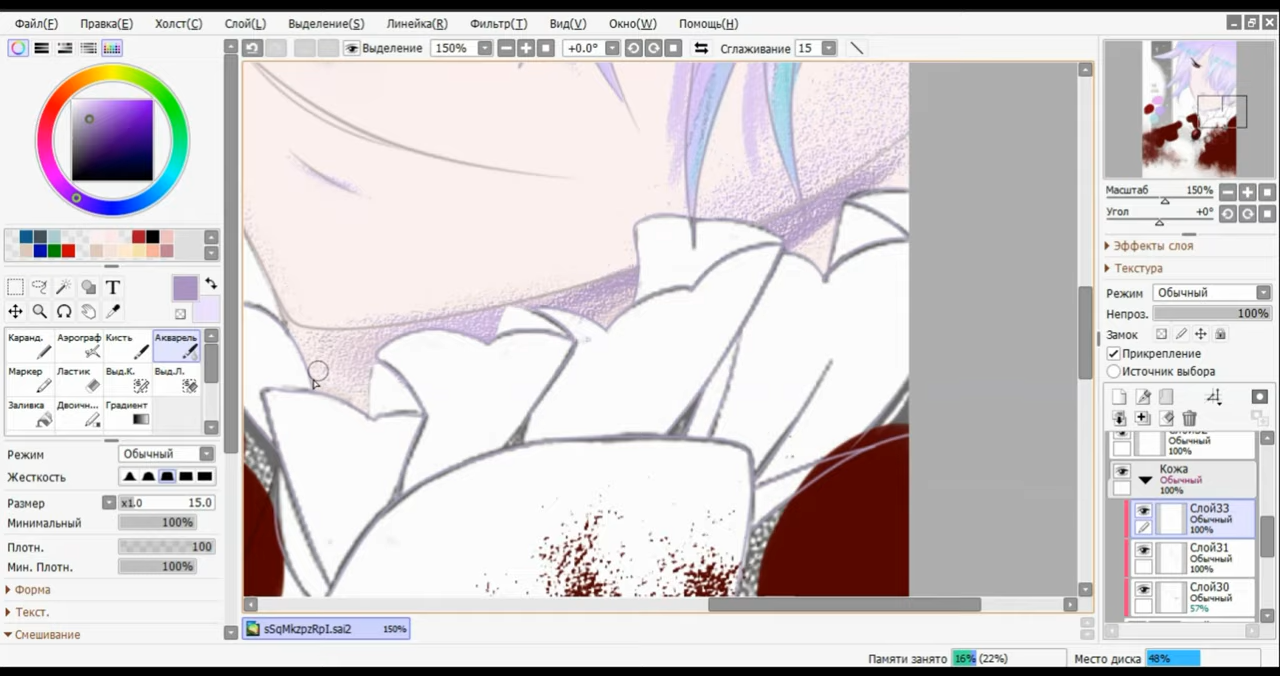 Файл(F) Правка(E) Холст(C) Слой(L) Выделение(S) Линейка(R) Фильтр(T) Вид(V) Окно(W) Помощь(H)
Выделение 150% +0.0° Сглаживание 15
Масштаб 150%
Угол +0°
Эффекты слоя
Текстура
Режим Обычный
Непроз. 100%
Замок
Прикрепление
Источник выбора
T
Каранд. Аэрограф Кисть Акварель
Маркер Ластик Выд.К. Выд.Л.
Заливка Двоичн... Градиент
Режим Обычный
Жесткость
Размер x1.0 15.0
Минимальный 100%
Плотн. 100
Мин. Плотн. 100%
Форма
Текст.
Смешивание
Обычный
100%
Кожа
Обычный
100%
Слой33
Обычный
100%
Слой31
Обычный
100%
Слой30
Обычный
57%
sSqMkzpzRpI.sai2 150%
Памяти занято 16% (22%) Место диска 48%